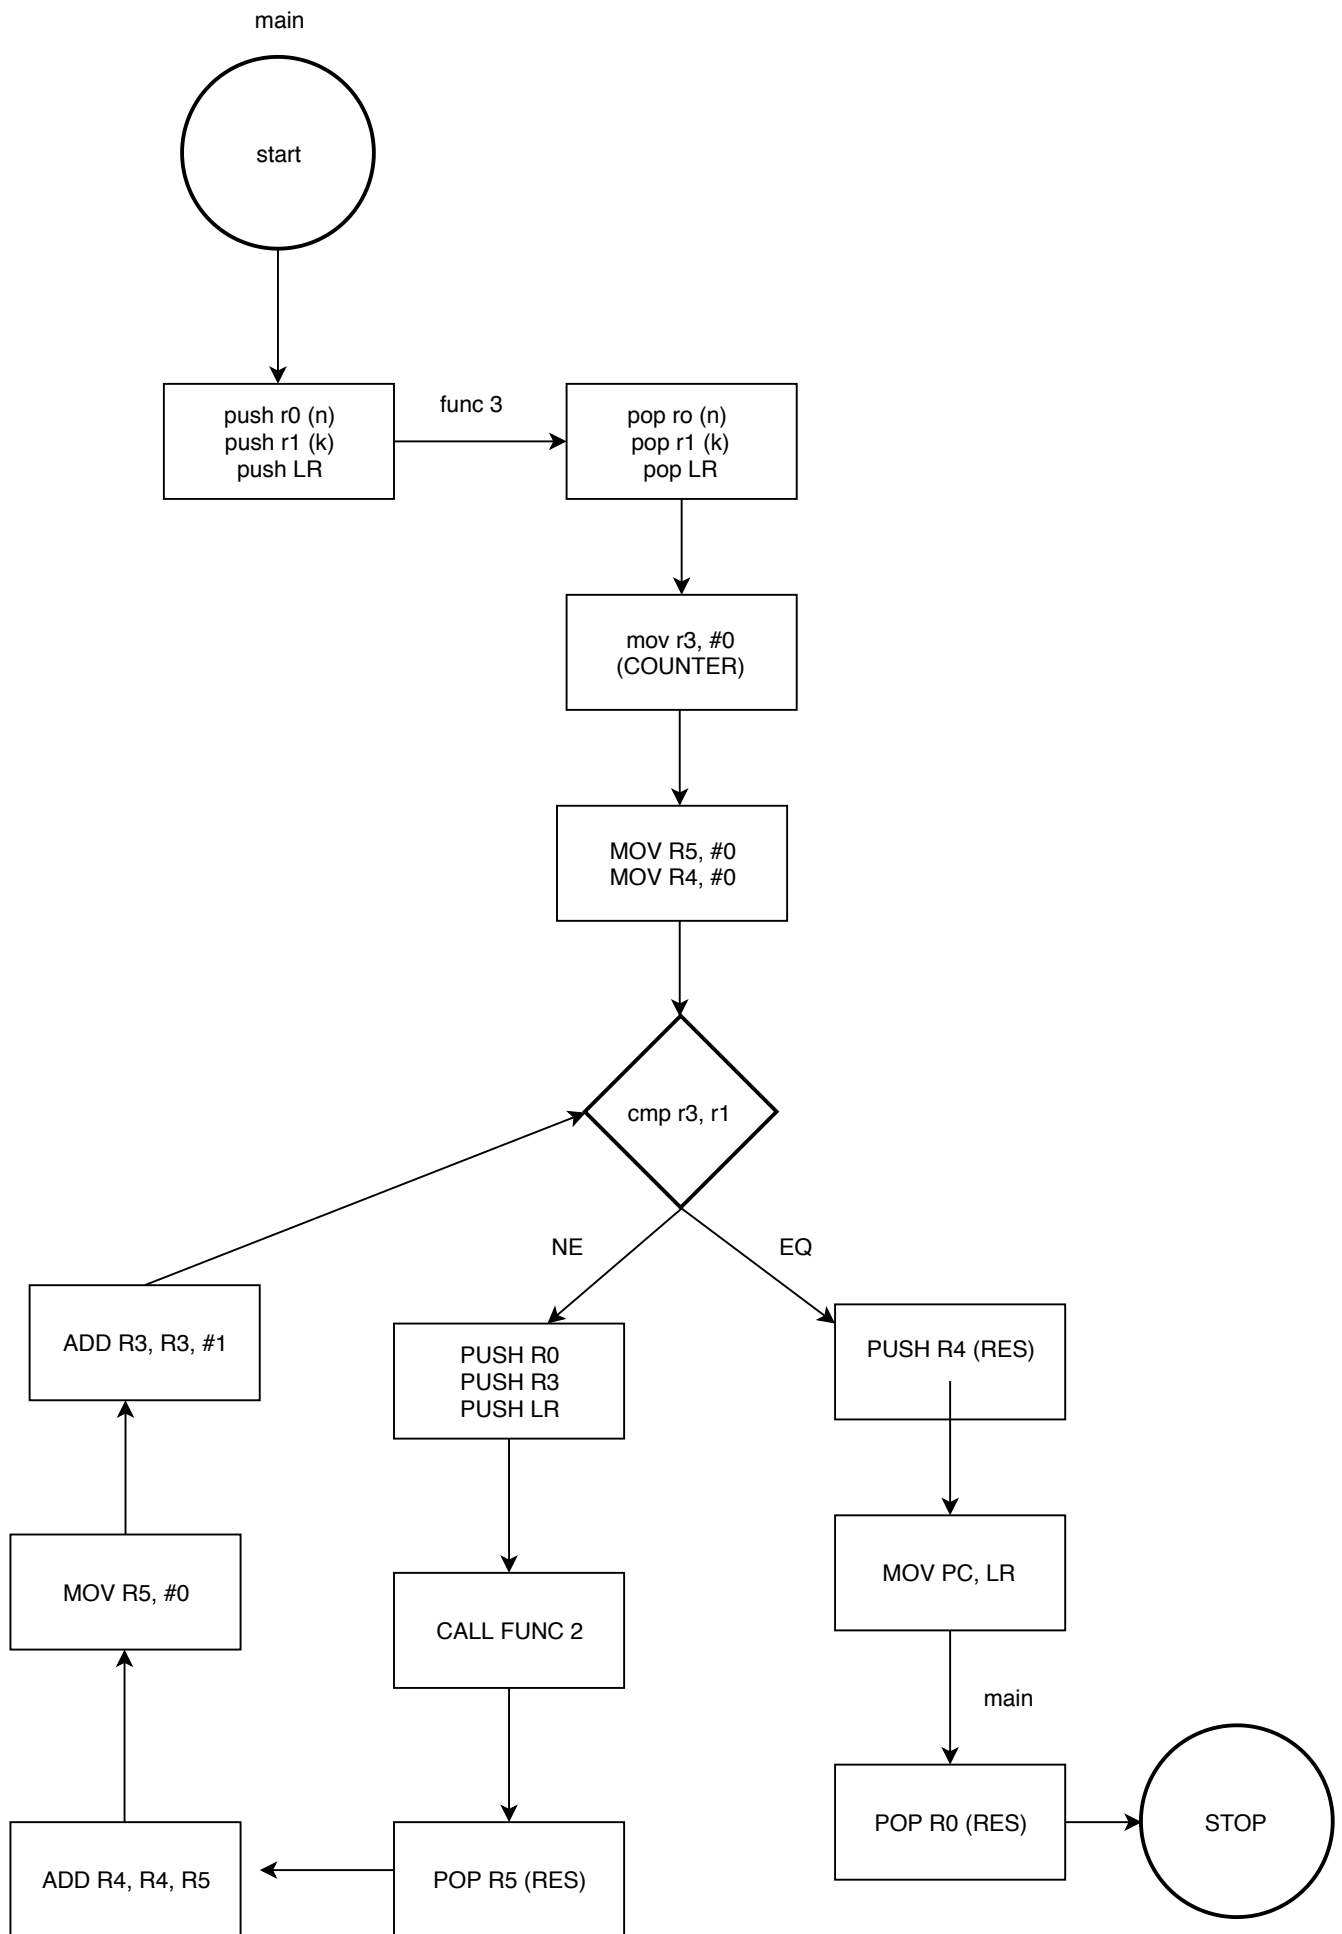 main
start
push r0 (n)
push r1 (k)
push LR
func 3
pop ro (n)
pop r1 (k)
pop LR
mov r3, #0
(COUNTER)
MOV R5, #0
MOV R4, #0
cmp r3, r1
NE
EQ
ADD R3, R3, #1
PUSH R0
PUSH R3
PUSH LR
PUSH R4 (RES)
MOV R5, #0
CALL FUNC 2
MOV PC, LR
main
ADD R4, R4, R5
POP R5 (RES)
POP R0 (RES)
STOP